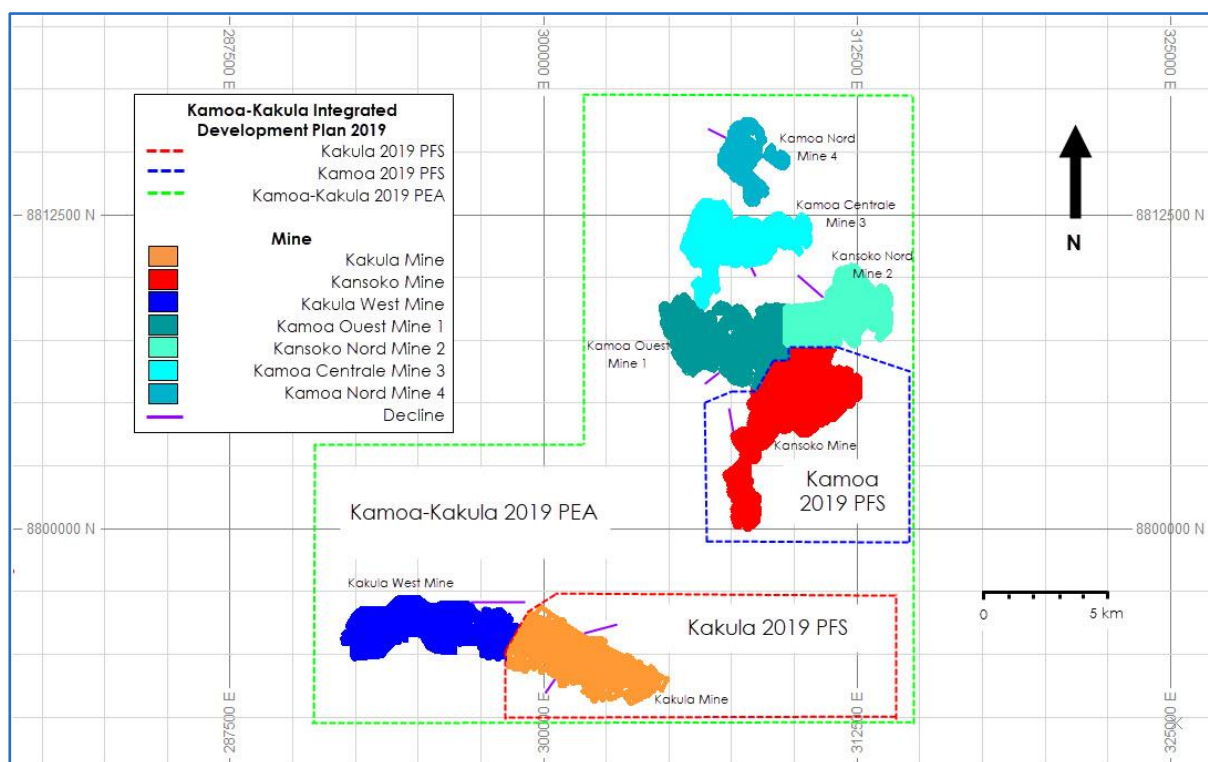 287500 E
300000 E
312500 E
325000 E
Kamoa-Kakula Integrated
Development Plan 2019
Kakula 2019 PFS
Kamoa 2019 PFS
Kamoa-Kakula 2019 PEA
Mine
Kakula Mine
Kansoko Mine
Kakula West Mine
Kamoa Ouest Mine 1
Kansoko Nord Mine 2
Kamoa Centrale Mine 3
Kamoa Nord Mine 4
Decline
Kamoa Nord
Mine 4
8812500 N
Kamoa Centrale
Mine 3
8812500 N
N
Kansoko Nord
Mine 2
Kamoa Ouest
Mine 1
Kansoko Mine
Kamoa
2019 PFS
Kamoa-Kakula 2019 PEA
8800000 N
8800000 N
Kakula West Mine
0
5 km
Kakula 2019 PFS
Kakula Mine
287500 E
300000 E
312500 E
325000 E